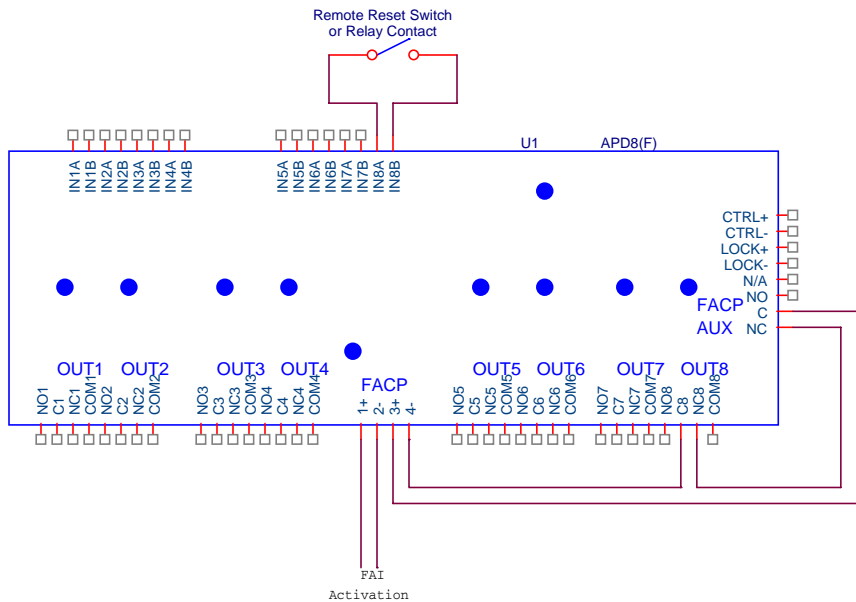 Remote Reset Switch
or Relay Contact
U1
APD8(F)
IN1A
IN1B
IN2A
IN2B
IN3A
IN3B
IN4A
IN4B
IN5A
IN5B
IN6A
IN6B
IN7A
IN7B
IN8A
IN8B
CTRL+
CTRL-
LOCK+
LOCK-
N/A
NO
C
NC
FACP
AUX
OUT1
OUT2
OUT3
OUT4
FACP
OUT5
OUT6
OUT7
OUT8
NO1
C1
NC1
COM1
NO2
C2
NC2
COM2
NO3
C3
NC3
COM3
NO4
C4
NC4
COM4
1+
2-
3+
4-
NO5
C5
NC5
COM5
NO6
C6
NC6
COM6
NO7
C7
NC7
COM7
NO8
C8
NC8
COM8
FAI
Activation